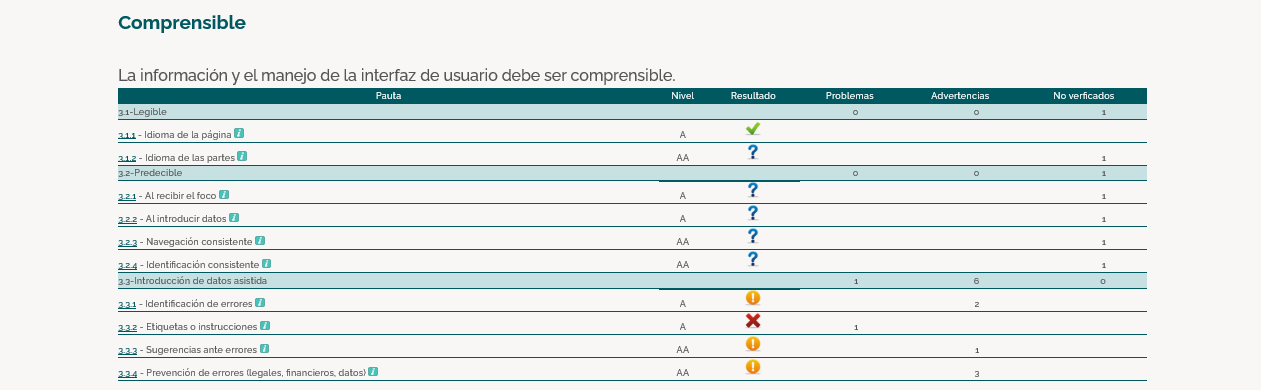 Comprensible
La información y el manejo de la interfaz de usuario debe ser comprensible.
Pauta Nivel Resultado Problemas Advertencias No verficados
3.1-Legible 0 0 1
3.1.1 - Idioma de la página i A
3.1.2 - Idioma de las partes i AA ? 1
3.2-Predecible 0 0 1
3.2.1 - Al recibir el foco i A ? 1
3.2.2 - Al introducir datos i A ? 1
3.2.3 - Navegación consistente i AA ? 1
3.2.4 - Identificación consistente i AA ? 1
3.3-Introducción de datos asistida 1 6 0
3.3.1 - Identificación de errores i A ! 2
3.3.2 - Etiquetas o instrucciones i A 1
3.3.3 - Sugerencias ante errores i AA ! 1
3.3.4 - Prevención de errores (legales, financieros, datos) i AA ! 3